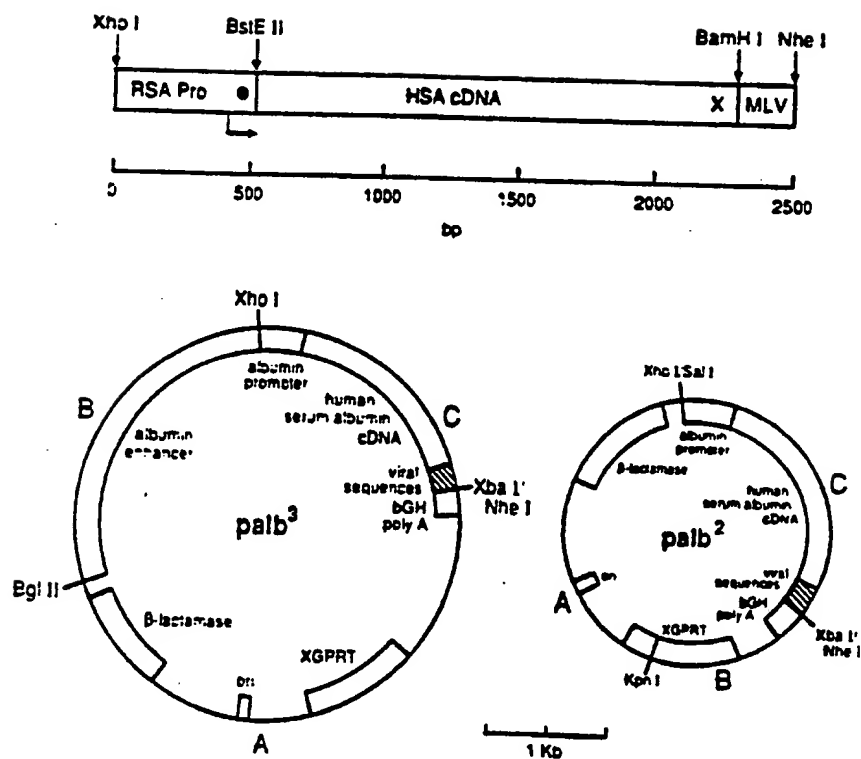 Xho I
BstE II
BamH I Nhe I
RSA Pro
HSA cDNA
X
MLV
0
500
1000
1500
2000
2500
bp
Xho I
B
albumin
promoter
human
serum albumin
cDNA
C
albumin
enhancer
viral
sequences
bGH
poly A
Xba I'
Nhe I
palb3
Bgl II
β-lactamase
XGPRT
ori
A
Xho I'Sal I
albumin
promoter
β-lactamase
human
serum albumin
cDNA
C
palb2
ori
A
viral
sequences
bGH
poly A
Xba I'
Nhe I
XGPRT
Kpn I
B
1 Kb